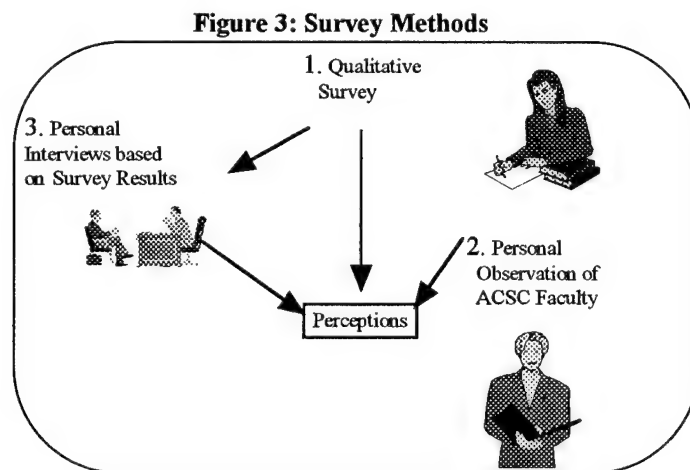 Figure 3: Survey Methods
1. Qualitative
Survey
3. Personal
Interviews based
on Survey Results
2. Personal
Observation of
ACSC Faculty
Perceptions